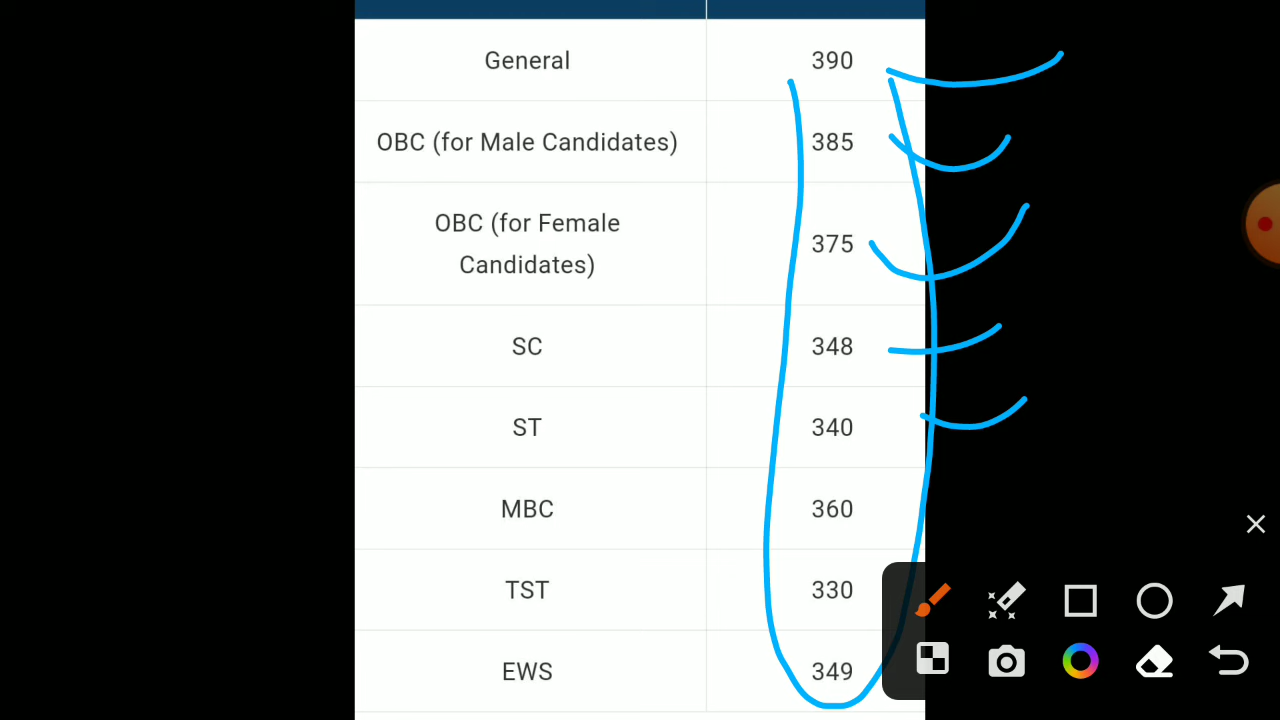 General 390
OBC (for Male Candidates) 385
OBC (for Female
Candidates) 375
SC 348
ST 340
MBC 360
TST 330
EWS 349